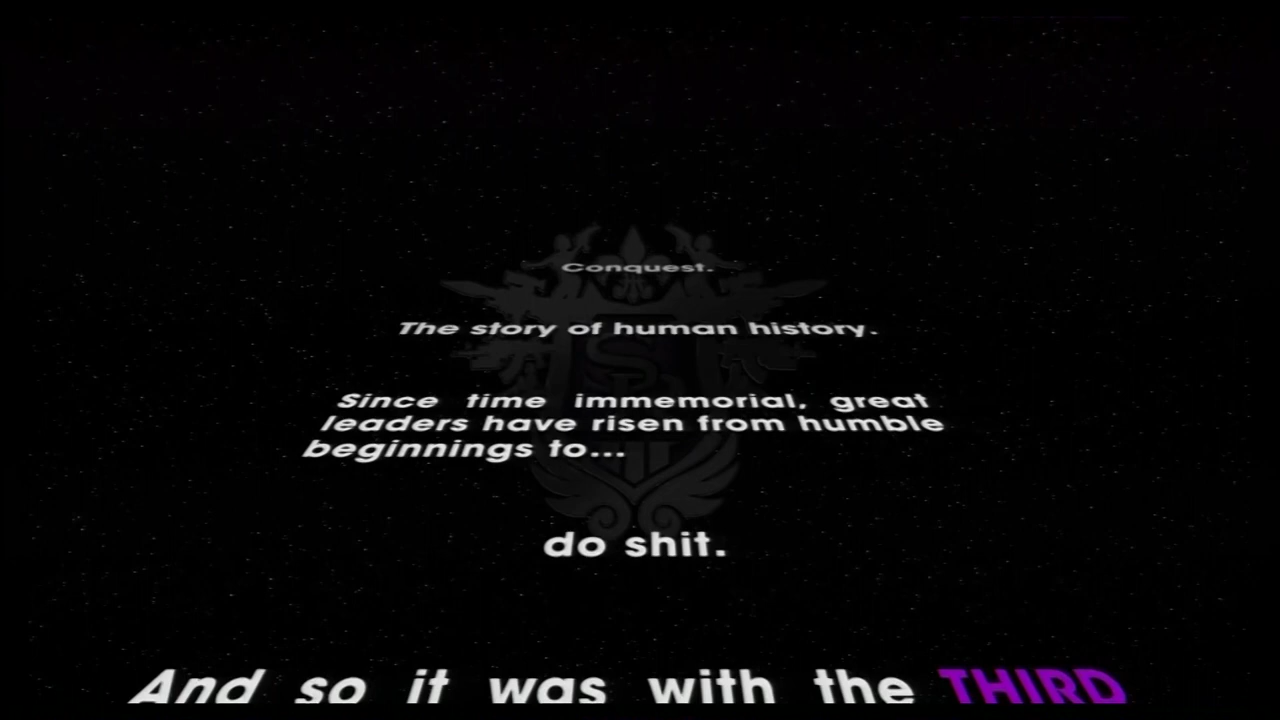 Conquest.
The story of human history.
Since time immemorial, great
leaders have risen from humble
beginnings to...
do shit.
And so it was with the THIRD